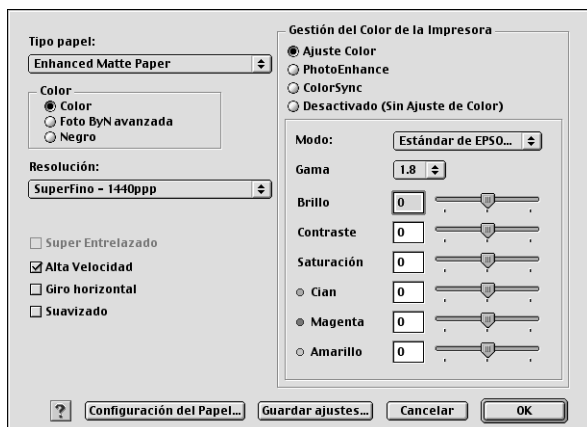 Tipo papel:
Enhanced Matte Paper
Color
Color
Foto ByN avanzada
Negro
Resolución:
SuperFino - 1440ppp
Super Entrelazado
Alta Velocidad
Giro horizontal
Suavizado
Gestión del Color de la Impresora
Ajuste Color
PhotoEnhance
ColorSync
Desactivado (Sin Ajuste de Color)
Modo: Estándar de EPSO...
Gama 1.8
Brillo 0
Contraste 0
Saturación 0
Cian 0
Magenta 0
Amarillo 0
? Configuración del Papel... Guardar ajustes... Cancelar OK